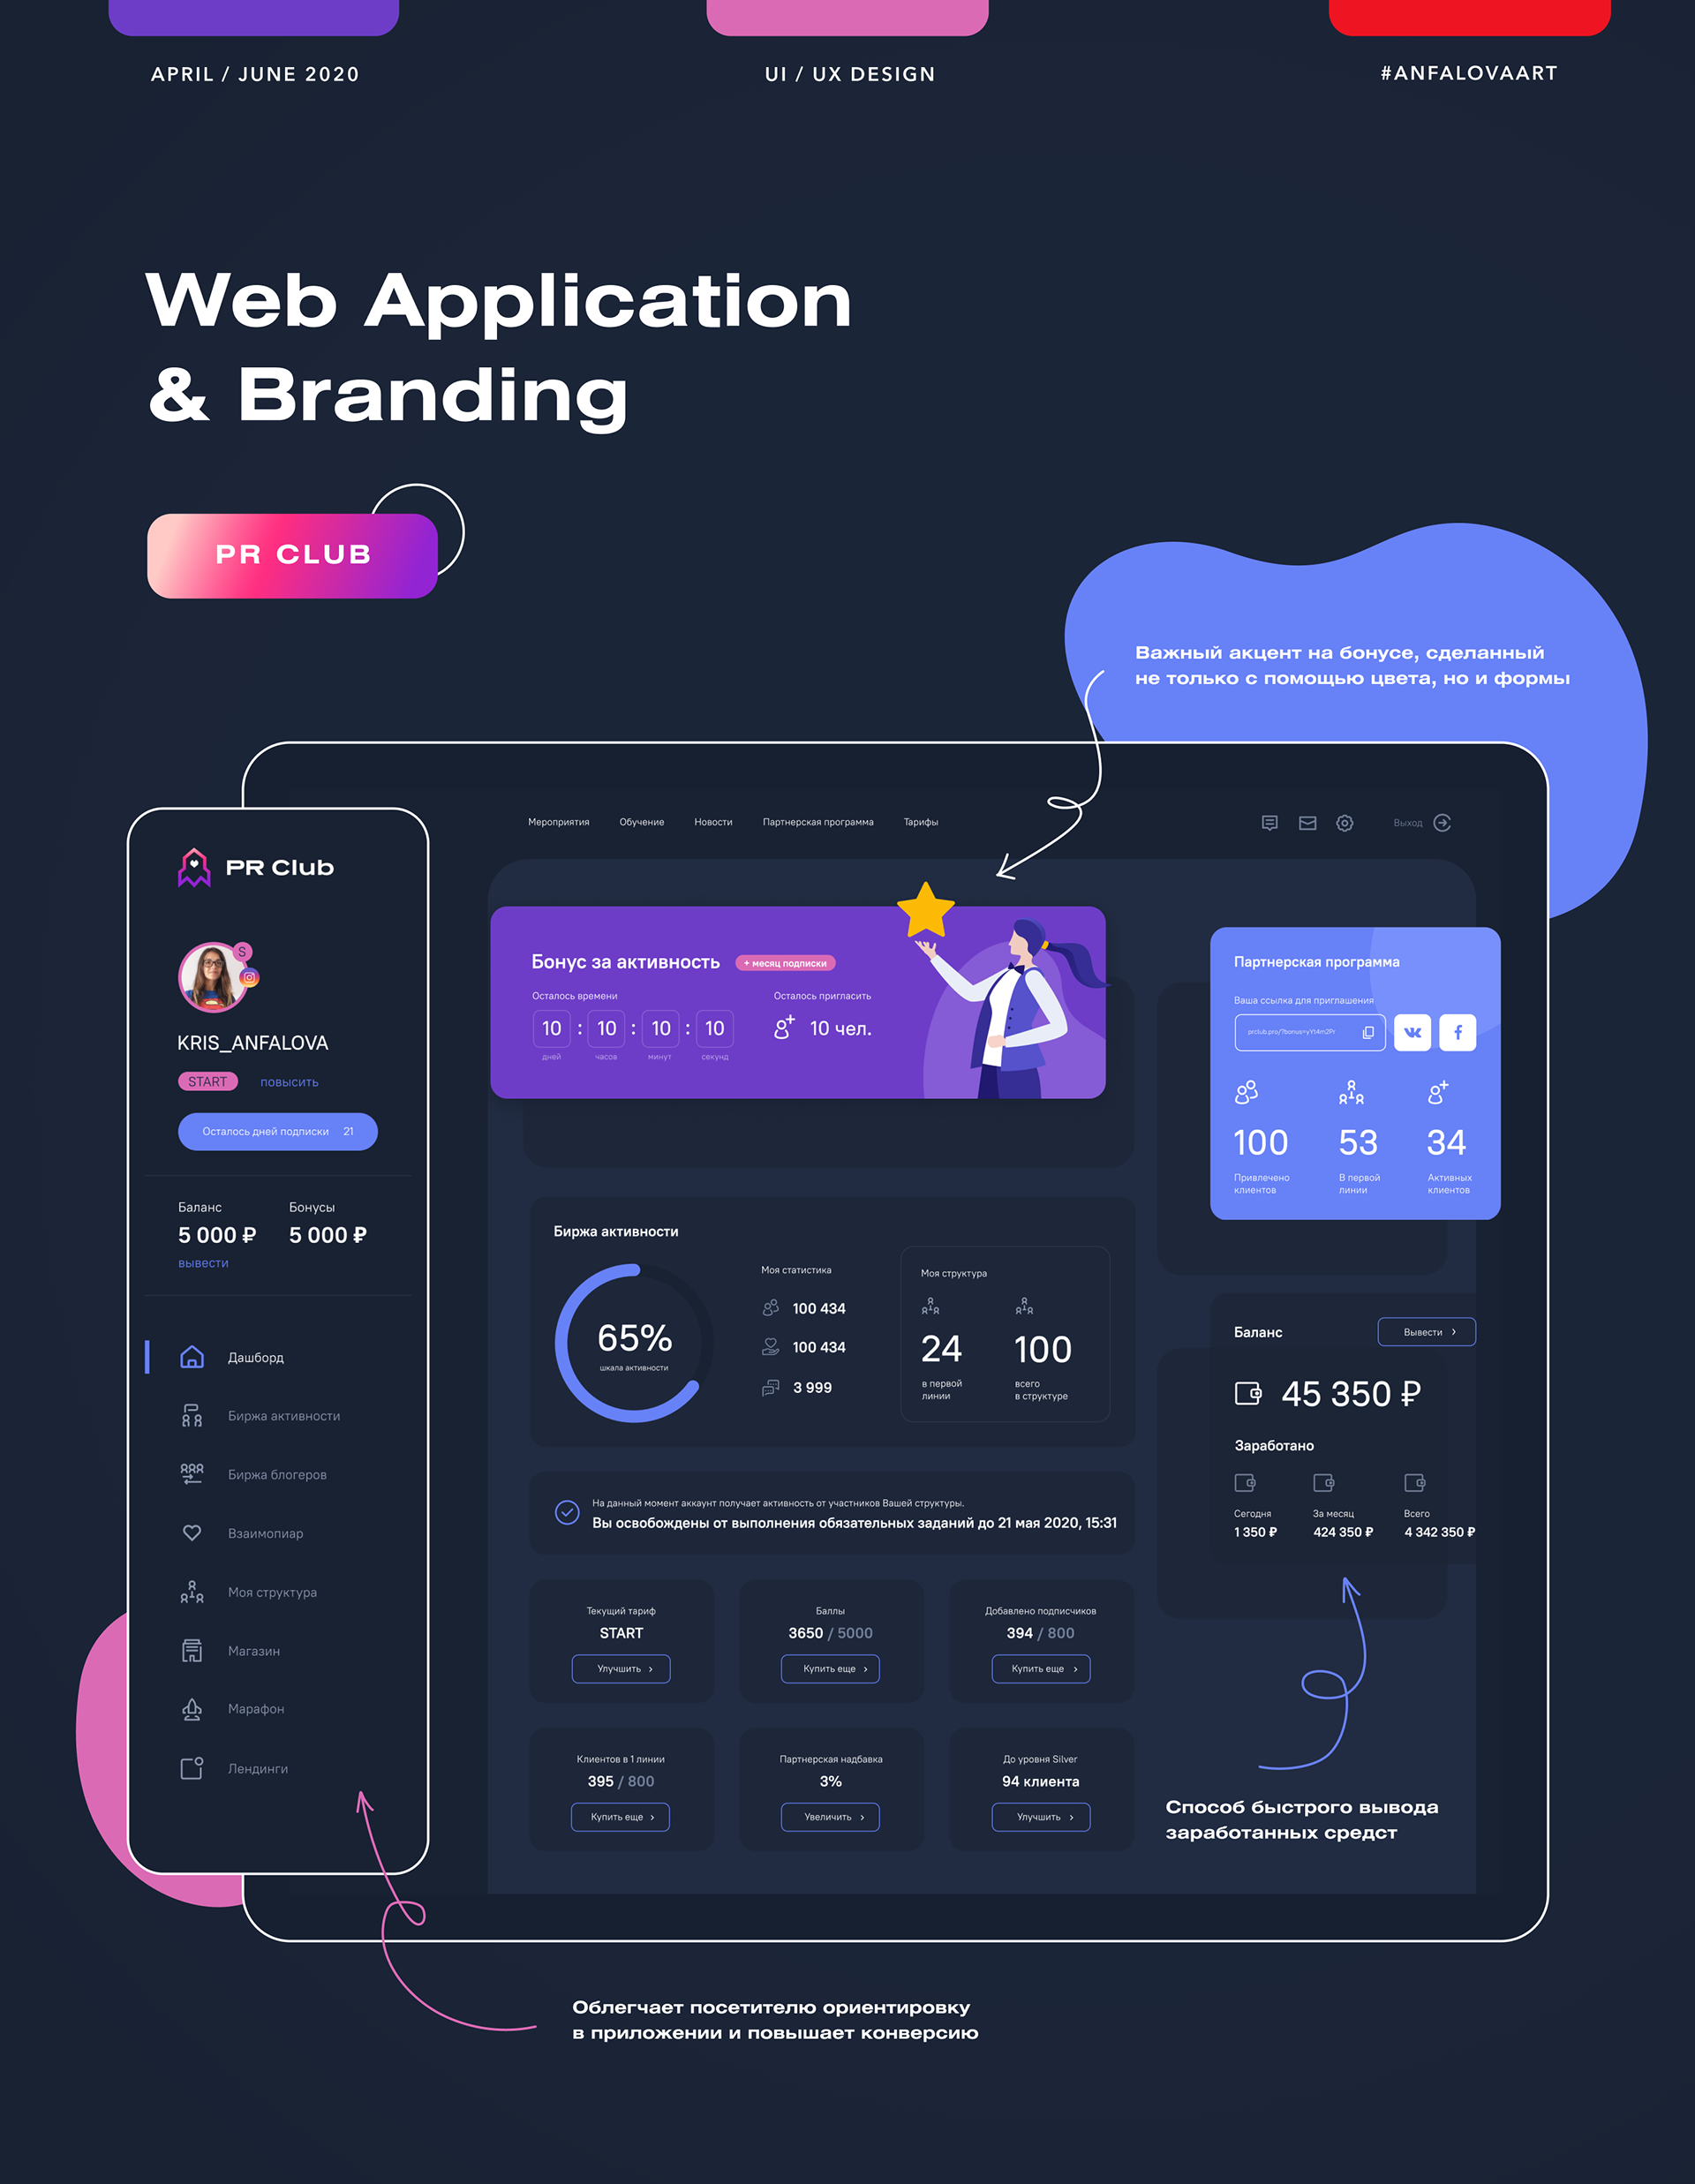 APRIL / JUNE 2020
UI / UX DESIGN
#ANFALOVAART
Web Application
& Branding
PR CLUB
Важный акцент на бонусе, сделанный
не только с помощью цвета, но и формы
PR Club
S
KRIS_ANFALOVA
START повысить
Осталось дней подписки 21
Баланс Бонусы
5 000 ₽ 5 000 ₽
вывести
Дашборд
Биржа активности
Биржа блогеров
Взаимопиар
Моя структура
Магазин
Марафон
Лендинги
Мероприятия Обучение Новости Партнерская программа Тарифы Выход
Бонус за активность + месяц подписки
Осталось времени Осталось пригласить
10 : 10 : 10 : 10 10 чел.
дней часов минут секунд
Партнерская программа
Ваша ссылка для приглашения
prclub.pro/?bonus=yYt4m2Pr
100 53 34
Привлечено В первой Активных
клиентов линии клиентов
Биржа активности
65%
шкала активности
Моя статистика
100 434
100 434
3 999
Моя структура
24 100
в первой всего
линии в структуре
Баланс Вывести
45 350 ₽
Заработано
Сегодня За месяц Всего
1 350 ₽ 424 350 ₽ 4 342 350 ₽
На данный момент аккаунт получает активность от участников Вашей структуры.
Вы освобождены от выполнения обязательных заданий до 21 мая 2020, 15:31
Текущий тариф Баллы Добавлено подписчиков
START 3650 / 5000 394 / 800
Улучшить Купить еще Купить еще
Клиентов в 1 линии Партнерская надбавка До уровня Silver
395 / 800 3% 94 клиента
Купить еще Увеличить Улучшить
Способ быстрого вывода
заработанных средст
Облегчает посетителю ориентировку
в приложении и повышает конверсию